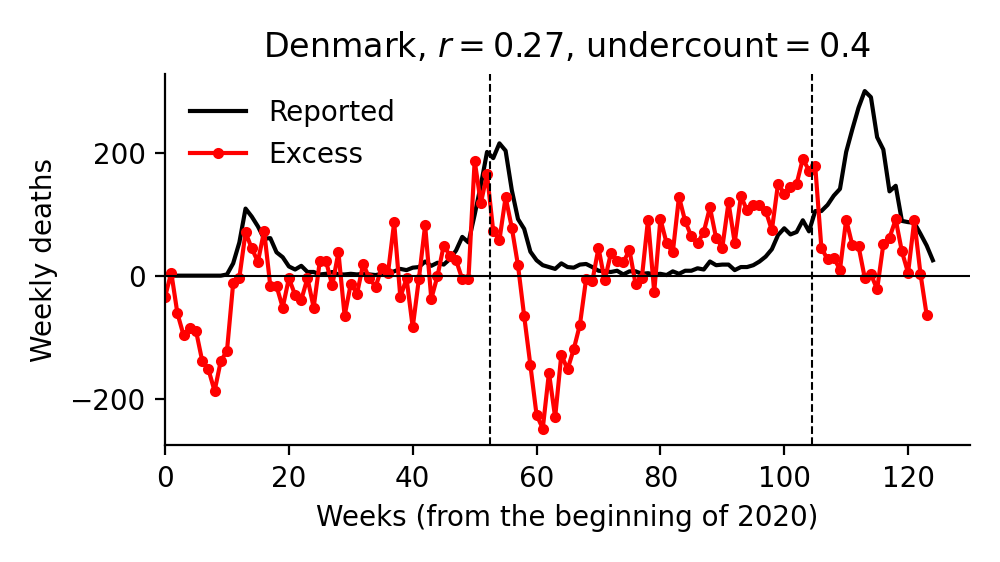 Denmark, r = 0.27, undercount = 0.4
Reported
Excess
Weekly deaths
200
0
−200
0 20 40 60 80 100 120
Weeks (from the beginning of 2020)